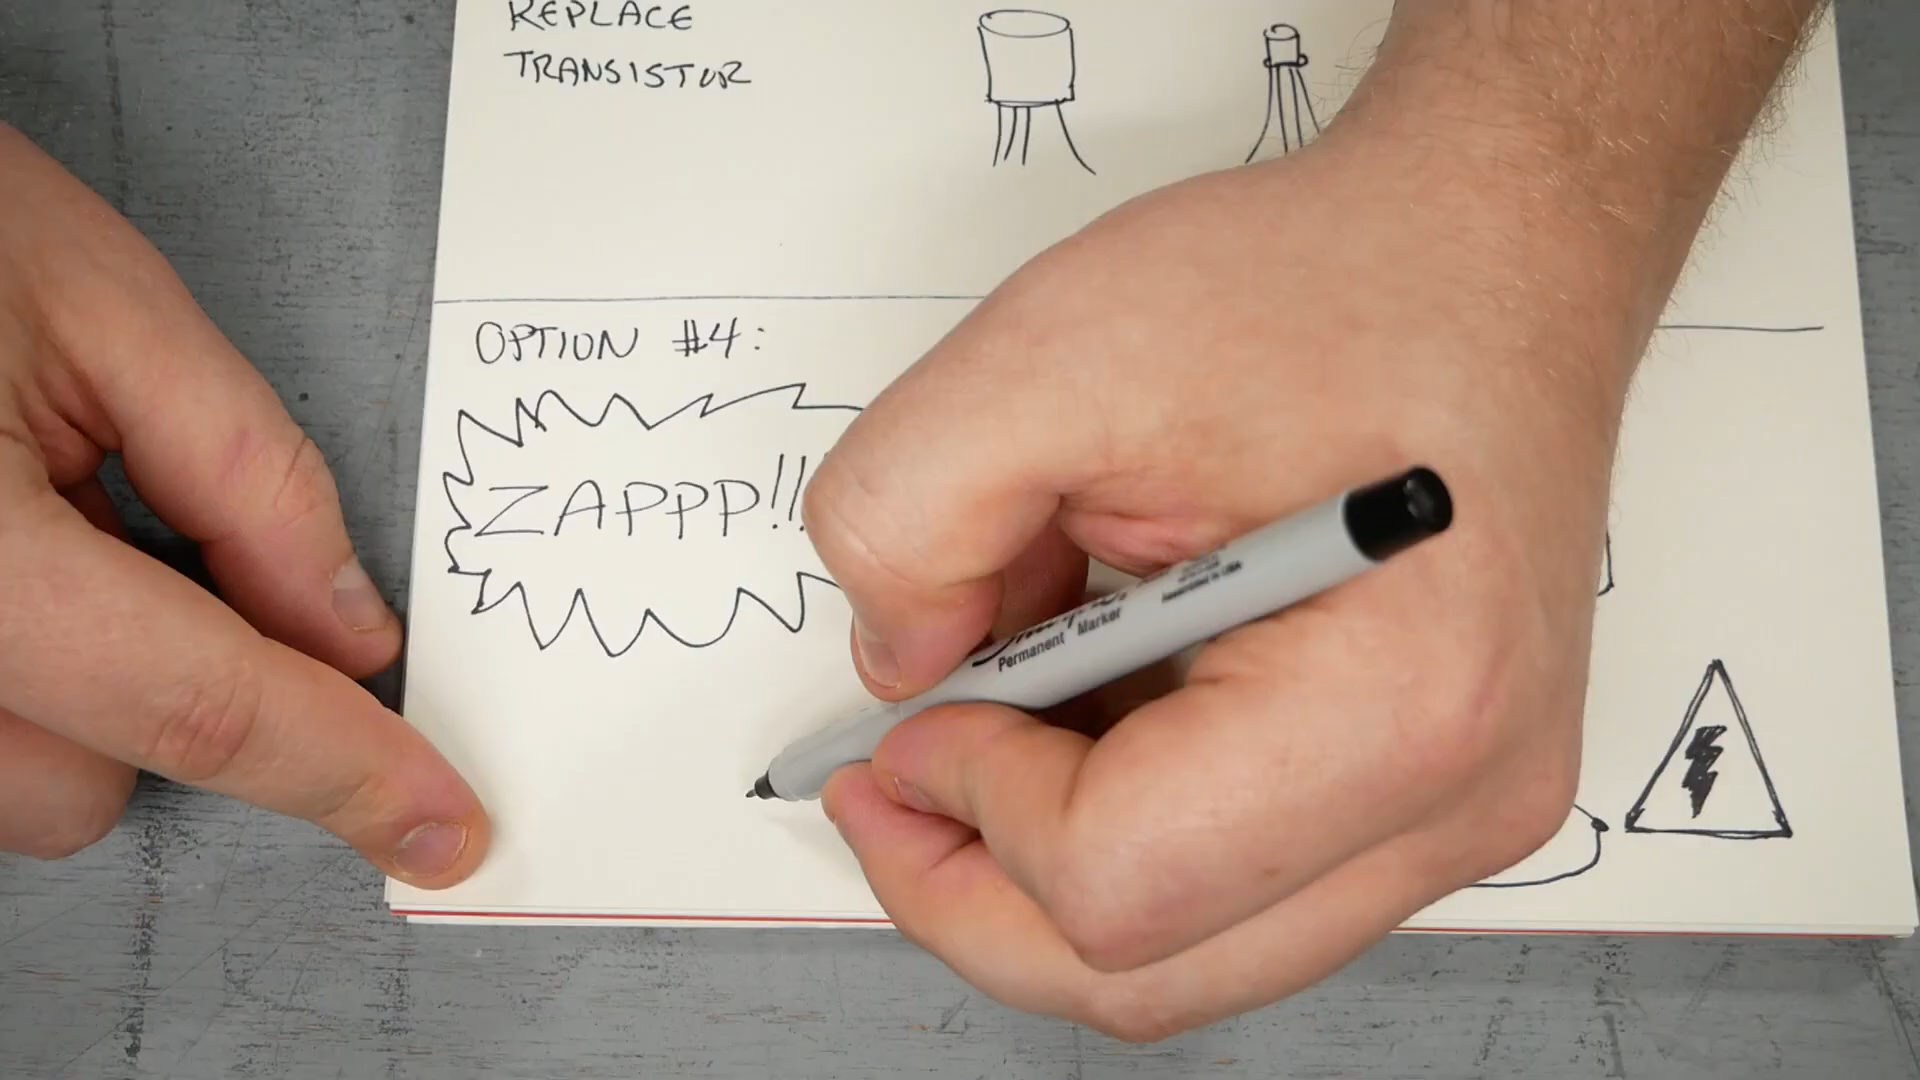 REPLACE
TRANSISTOR
OPTION #4:
ZAPPP!!!
Permanent Marker